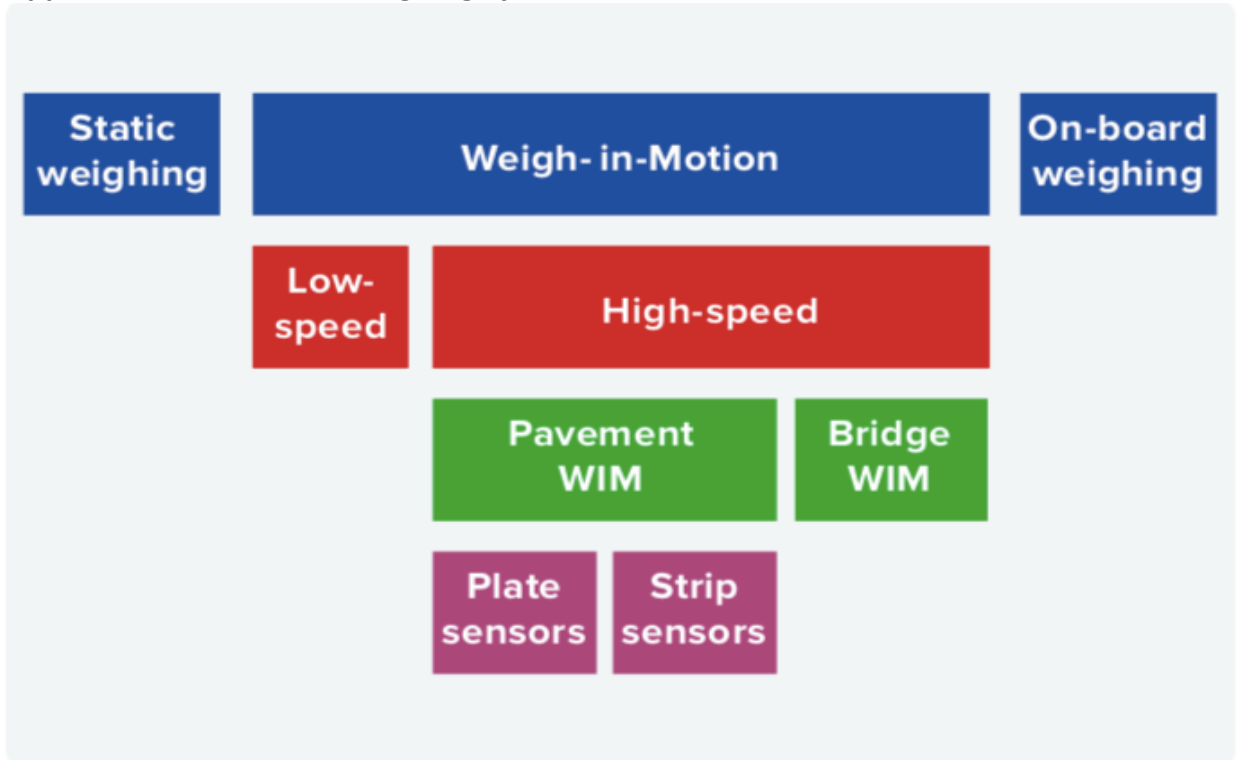 Static
weighing
Weigh- in-Motion
On-board
weighing
Low-
speed
High-speed
Pavement
WIM
Bridge
WIM
Plate
sensors
Strip
sensors